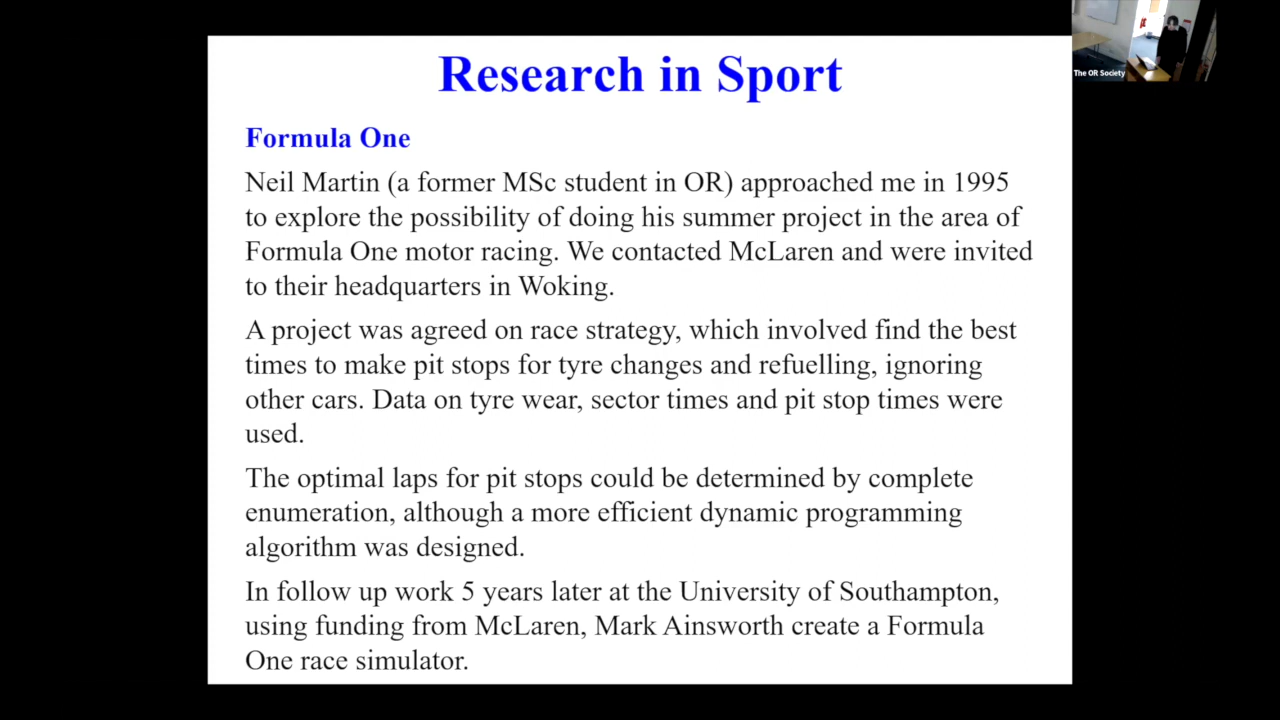 Research in Sport
The OR Society
Formula One
Neil Martin (a former MSc student in OR) approached me in 1995
to explore the possibility of doing his summer project in the area of
Formula One motor racing. We contacted McLaren and were invited
to their headquarters in Woking.
A project was agreed on race strategy, which involved find the best
times to make pit stops for tyre changes and refuelling, ignoring
other cars. Data on tyre wear, sector times and pit stop times were
used.
The optimal laps for pit stops could be determined by complete
enumeration, although a more efficient dynamic programming
algorithm was designed.
In follow up work 5 years later at the University of Southampton,
using funding from McLaren, Mark Ainsworth create a Formula
One race simulator.